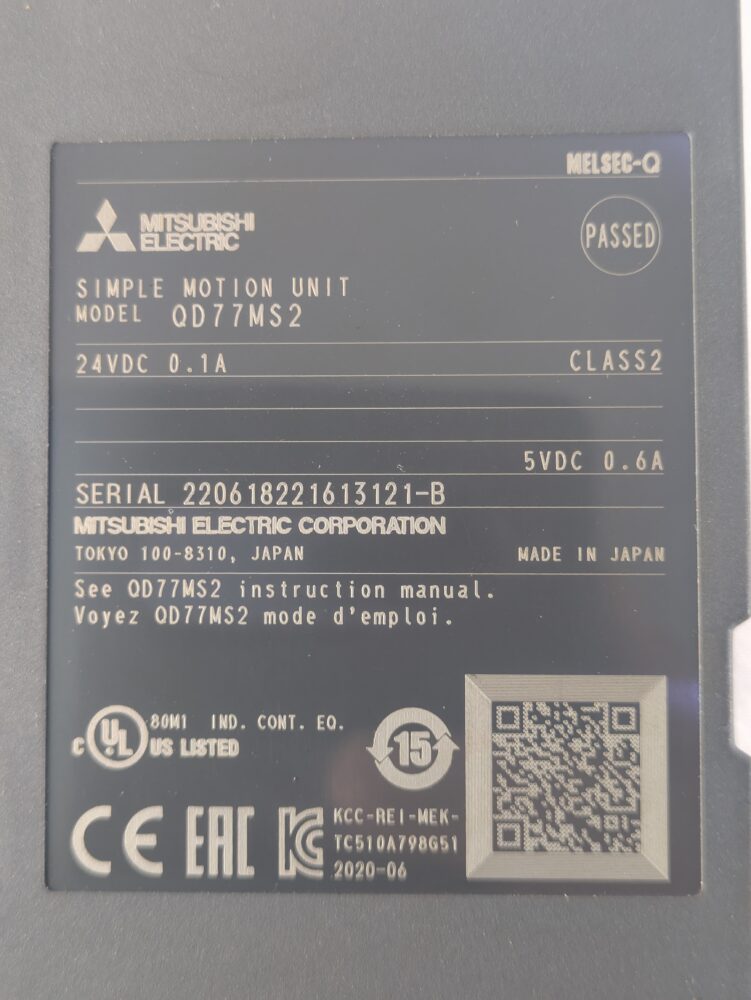 MELSEC-Q
MITSUBISHI
ELECTRIC
PASSED
SIMPLE MOTION UNIT
MODEL QD77MS2
24VDC 0.1A CLASS2
5VDC 0.6A
SERIAL 220618221613121-B
MITSUBISHI ELECTRIC CORPORATION
TOKYO 100-8310, JAPAN MADE IN JAPAN
See QD77MS2 instruction manual.
Voyez QD77MS2 mode d'emploi.
C UL US LISTED
80M1 IND. CONT. EQ.
15
CE EAC KC
KCC-REI-MEK-
TC510A798G51
2020-06